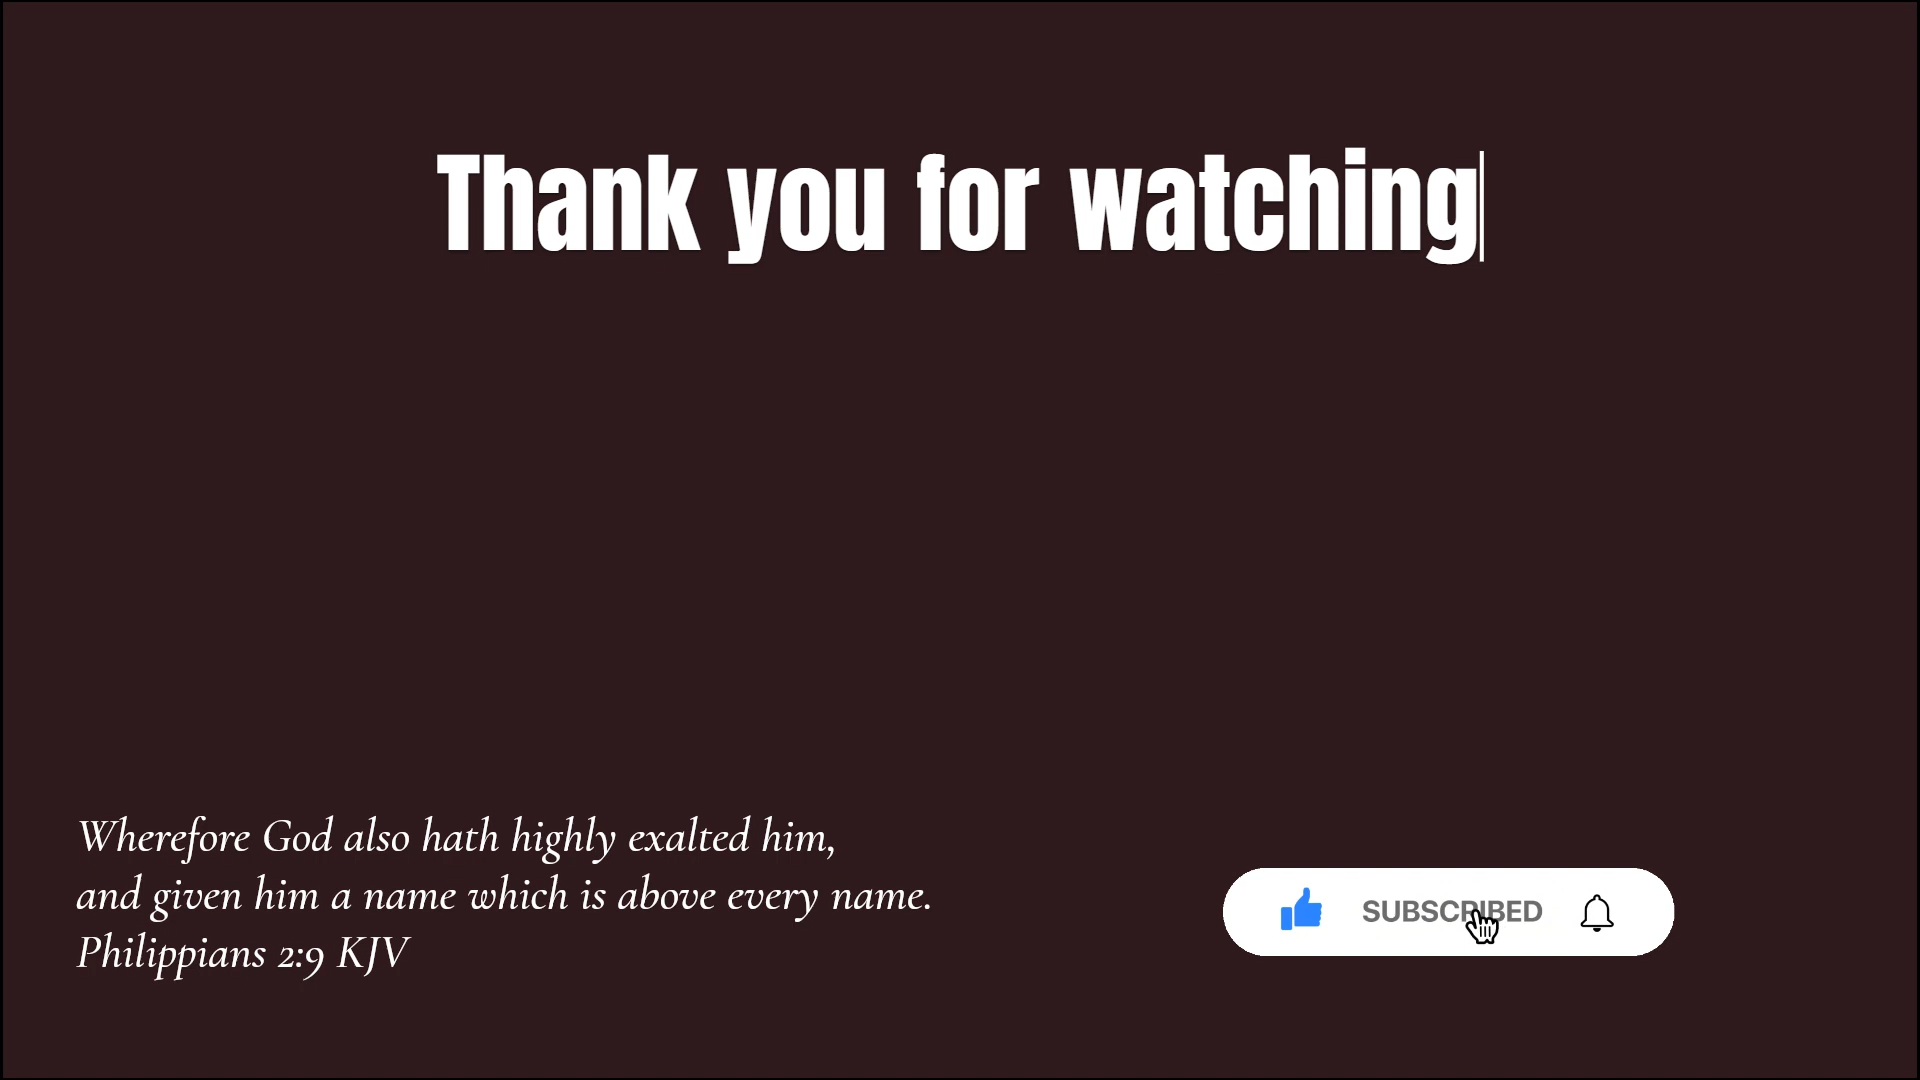 Thank you for watching
Wherefore God also hath highly exalted him,
and given him a name which is above every name.
Philippians 2:9 KJV
SUBSCRIBED